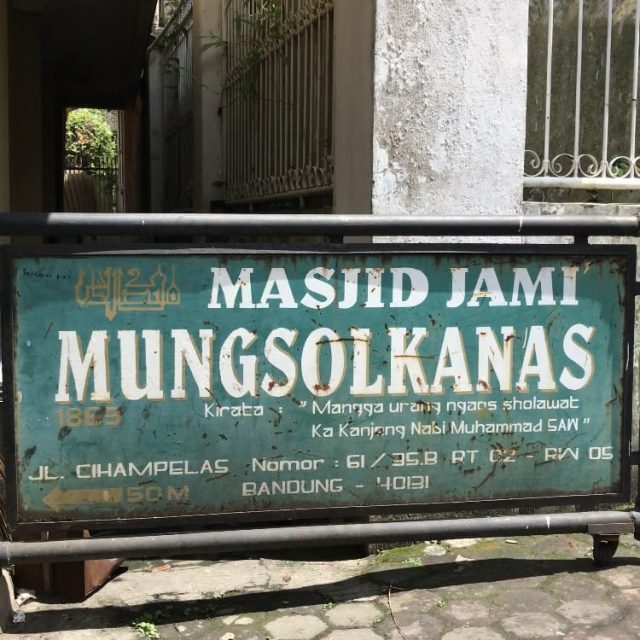 MASJID JAMI'
MUNGSOLKANAS
1869
Kirata : " Mangga urang ngaos sholawat
Ka Kanjeng Nabi Muhammad SAW "
JL. CIHAMPELAS Nomor : 61 / 35.B RT 02 - RW 05
50 M BANDUNG - 40131